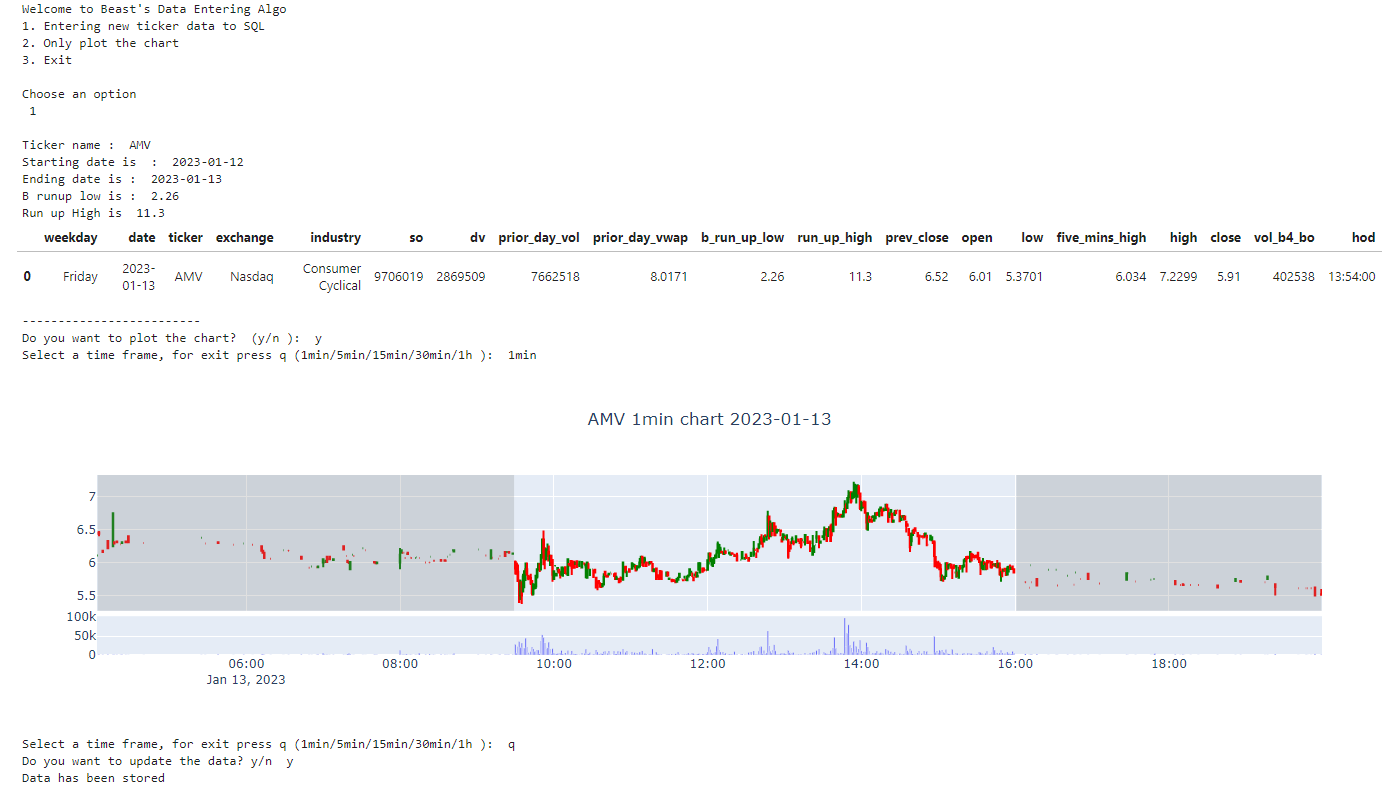 Welcome to Beast's Data Entering Algo
1. Entering new ticker data to SQL
2. Only plot the chart
3. Exit
Choose an option
1
Ticker name :  AMV
Starting date is  :  2023-01-12
Ending date is :  2023-01-13
B runup low is :  2.26
Run up High is  11.3
weekday date ticker exchange industry so dv prior_day_vol prior_day_vwap b_run_up_low run_up_high prev_close open low five_mins_high high close vol_b4_bo hod
0 Friday 2023-01-13 AMV Nasdaq Consumer Cyclical 9706019 2869509 7662518 8.0171 2.26 11.3 6.52 6.01 5.3701 6.034 7.2299 5.91 402538 13:54:00
-------------------------
Do you want to plot the chart?  (y/n ):  y
Select a time frame, for exit press q (1min/5min/15min/30min/1h ):  1min
AMV 1min chart 2023-01-13
7
6.5
6
5.5
100k
50k
0
06:00 08:00 10:00 12:00 14:00 16:00 18:00
Jan 13, 2023
Select a time frame, for exit press q (1min/5min/15min/30min/1h ):  q
Do you want to update the data? y/n  y
Data has been stored